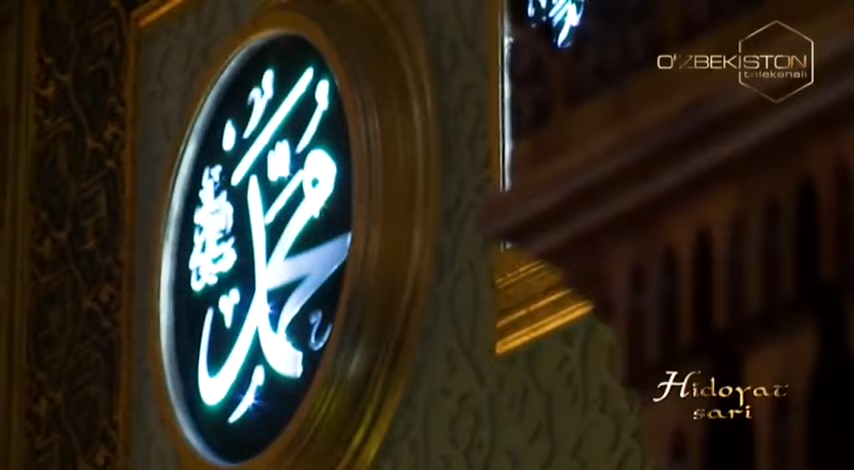 محمد
O'ZBEKISTON
telekanali
Hidoyat
sari